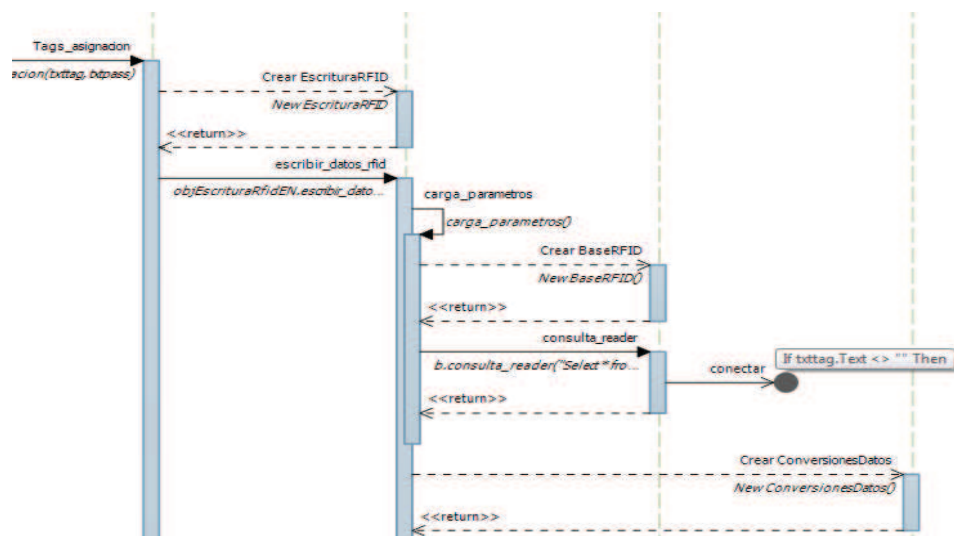 Tags_asignadon
acion(txttag, txtpass)
Crear EscrituraRFID
New EscrituraRFID
<<return>>
escribir_datos_rfid
objEscrituraRfidEN.escribir_dato...
carga_parametros
carga_parametros()
Crear BaseRFID
New BaseRFID()
<<return>>
consulta_reader
b.consulta_reader("Select * fro...
If txttag.Text <> "" Then
conectar
<<return>>
Crear ConversionesDatos
New ConversionesDatos()
<<return>>